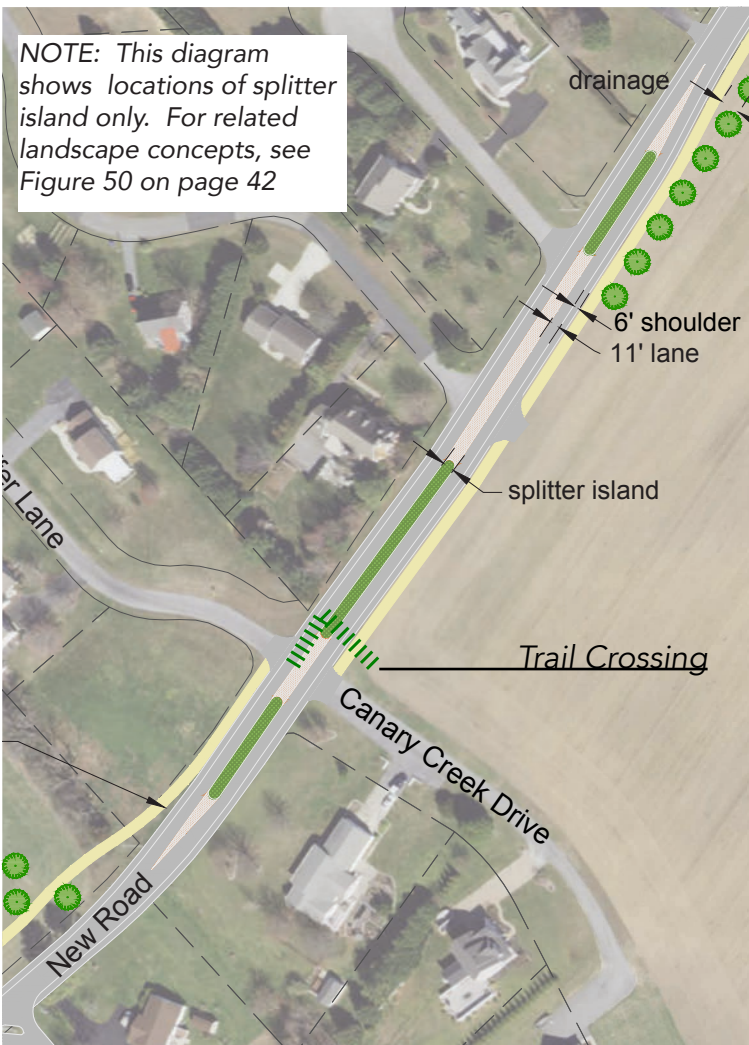 NOTE: This diagram
shows locations of splitter
island only. For related
landscape concepts, see
Figure 50 on page 42
drainage
6' shoulder
11' lane
splitter island
Lane
Trail Crossing
Canary Creek Drive
New Road